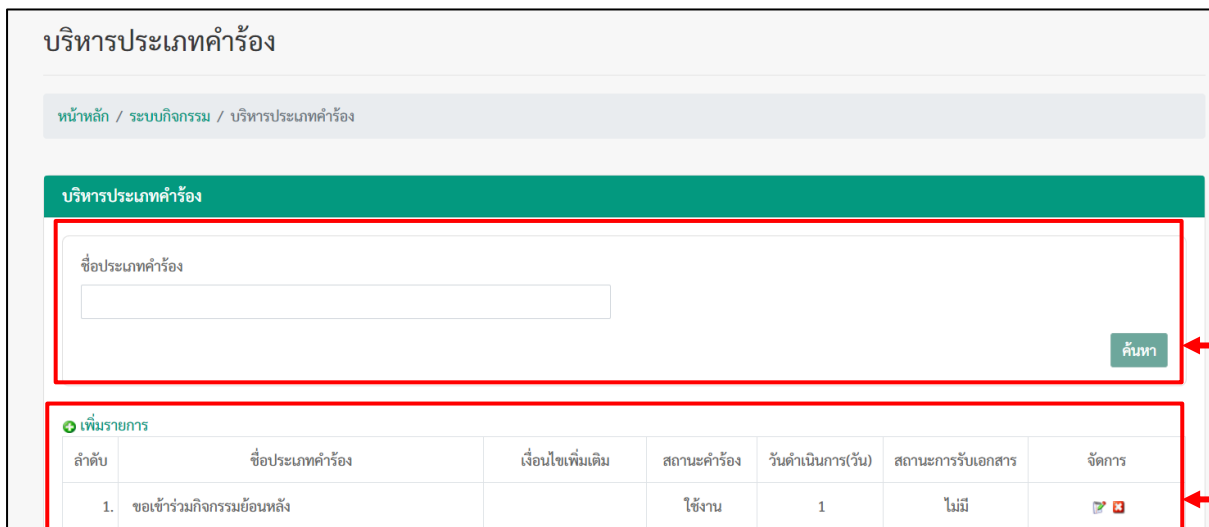 บริหารประเภทคำร้อง
หน้าหลัก / ระบบกิจกรรม / บริหารประเภทคำร้อง
บริหารประเภทคำร้อง
ชื่อประเภทคำร้อง
ค้นหา
เพิ่มรายการ
ลำดับ ชื่อประเภทคำร้อง เงื่อนไขเพิ่มเติม สถานะคำร้อง วันดำเนินการ(วัน) สถานะการรับเอกสาร จัดการ
1. ขอเข้าร่วมกิจกรรมย้อนหลัง ใช้งาน 1 ไม่มี